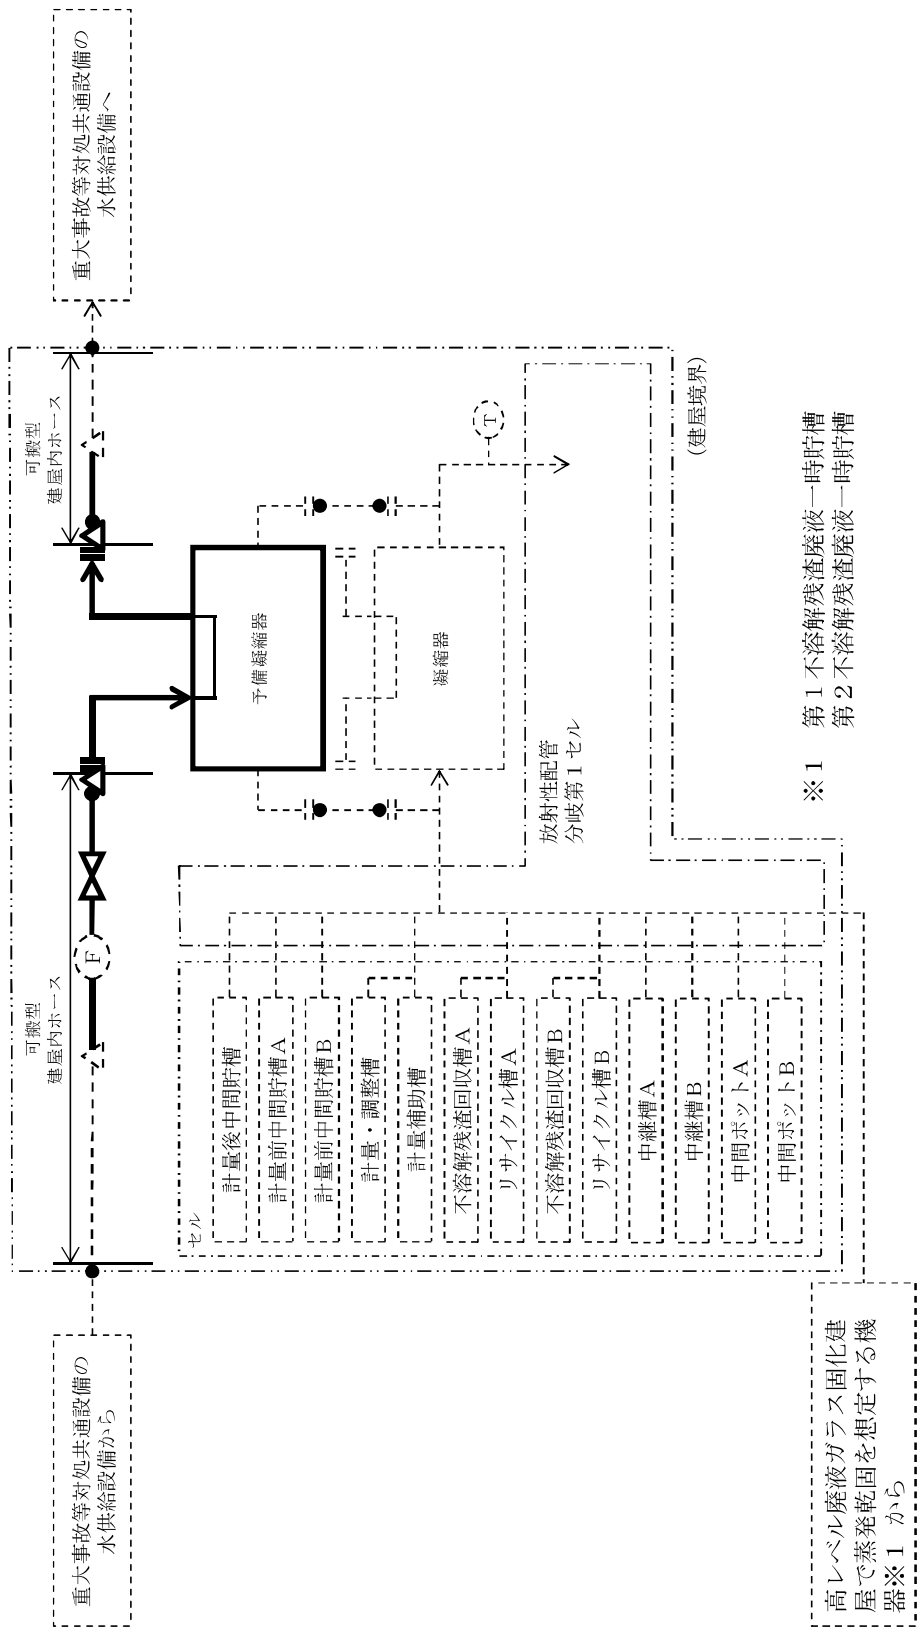 重大事故等対処共通設備の
水供給設備から
重大事故等対処共通設備の
水供給設備へ
可搬型
建屋内ホース
可搬型
建屋内ホース
F
予備凝縮器
凝縮器
T
(建屋境界)
放射性配管
分岐第1セル
セル
計量後中間貯槽
計量前中間貯槽A
計量前中間貯槽B
計量・調整槽
計量補助槽
不溶解残渣回収槽A
リサイクル槽A
不溶解残渣回収槽B
リサイクル槽B
中継槽A
中継槽B
中間ポットA
中間ポットB
※1 第1不溶解残渣廃液一時貯槽
第2不溶解残渣廃液一時貯槽
高レベル廃液ガラス固化建
屋で蒸発乾固を想定する機
器※1 から